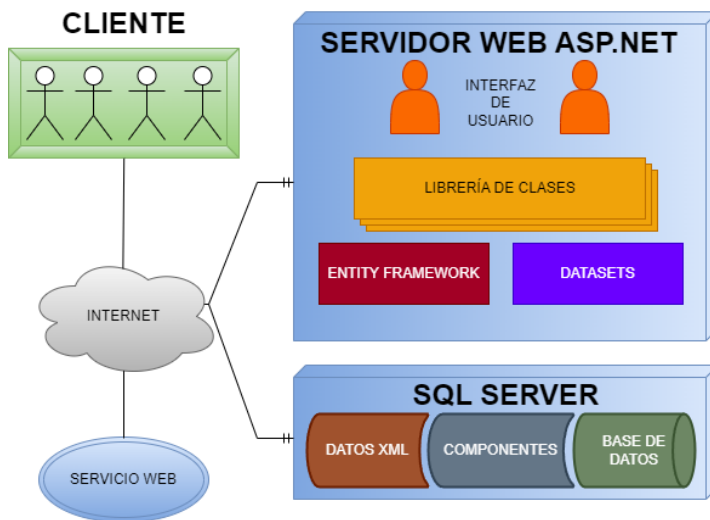 CLIENTE
SERVIDOR WEB ASP.NET
INTERFAZ
DE
USUARIO
LIBRERÍA DE CLASES
ENTITY FRAMEWORK
DATASETS
INTERNET
SQL SERVER
DATOS XML
COMPONENTES
BASE DE
DATOS
SERVICIO WEB